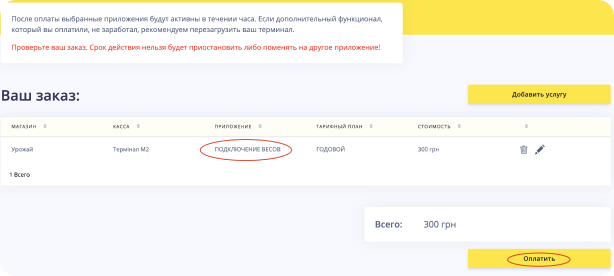 После оплаты выбранные приложения будут активны в течении часа. Если дополнительный функционал,
который вы оплатили, не заработал, рекомендуем перезагрузить ваш терминал.
Проверьте ваш заказ. Срок действия нельзя будет приостановить либо поменять на другое приложение!
Ваш заказ:
Добавить услугу
МАГАЗИН КАССА ПРИЛОЖЕНИЕ ТАРИФНЫЙ ПЛАН СТОИМОСТЬ
Урожай Термінал М2 ПОДКЛЮЧЕНИЕ ВЕСОВ ГОДОВОЙ 300 грн
1 Всего
Всего: 300 грн
Оплатить